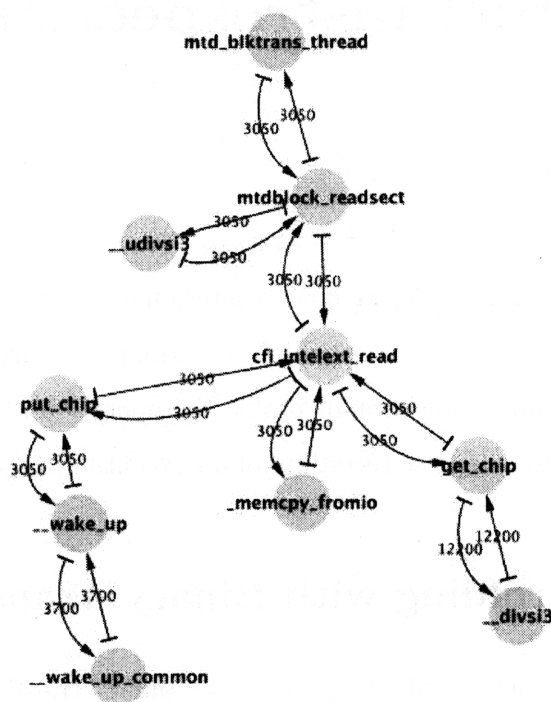 mtd_blktrans_thread
3050
3050
mtdblock_readsect
3050
__udivsi3
3050
3050
3050
cfi_intelext_read
3050
put_chip
3050
3050
3050
3050
3050
3050
3050
get_chip
_memcpy_fromio
__wake_up
12200
12200
3700
3700
__divsi3
__wake_up_common